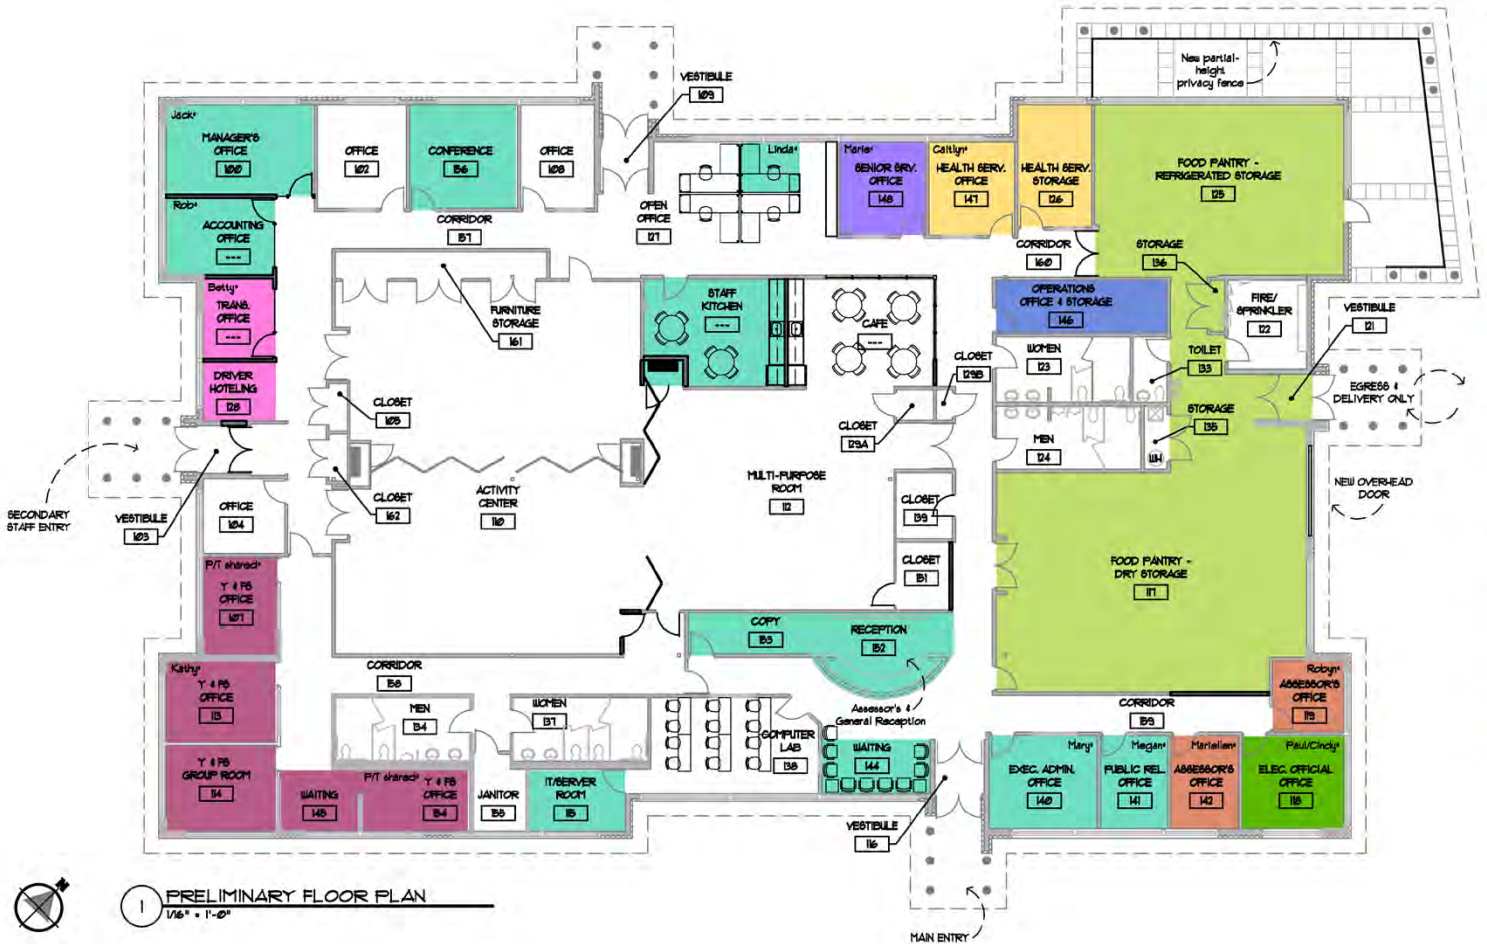 New partial-
height
privacy fence
VESTIBULE
109
Jack*
MANAGER'S
OFFICE
100
OFFICE
102
CONFERENCE
156
OFFICE
108
Linda*
Marie*
SENIOR SRV.
OFFICE
148
Caitlyn*
HEALTH SERV.
OFFICE
147
HEALTH SERV.
STORAGE
126
FOOD PANTRY -
REFRIGERATED STORAGE
125
Rob*
ACCOUNTING
OFFICE
---
CORRIDOR
157
OPEN
OFFICE
127
CORRIDOR
160
STORAGE
136
Betty*
TRANS.
OFFICE
---
FURNITURE
STORAGE
161
STAFF
KITCHEN
---
CAFE
---
OPERATIONS
OFFICE & STORAGE
146
FIRE/
SPRINKLER
122
VESTIBULE
121
DRIVER
HOTELING
128
CLOSET
105
CLOSET
129B
WOMEN
123
TOILET
133
EGRESS &
DELIVERY ONLY
CLOSET
129A
STORAGE
135
MEN
124
WH
SECONDARY
STAFF ENTRY
VESTIBULE
103
OFFICE
104
CLOSET
162
ACTIVITY
CENTER
110
MULTI-PURPOSE
ROOM
112
CLOSET
139
NEW OVERHEAD
DOOR
P/T shared*
Y & FS
OFFICE
107
CLOSET
151
FOOD PANTRY -
DRY STORAGE
117
COPY
153
RECEPTION
152
Kathy*
Y & FS
OFFICE
113
CORRIDOR
158
Assessor's &
General Reception
Robyn*
ASSESSOR'S
OFFICE
119
MEN
134
WOMEN
137
CORRIDOR
159
COMPUTER
LAB
138
WAITING
144
Y & FS
GROUP ROOM
114
WAITING
145
P/T shared*
Y & FS
OFFICE
154
JANITOR
155
IT/SERVER
ROOM
115
Mary*
EXEC. ADMIN.
OFFICE
140
Megan*
PUBLIC REL.
OFFICE
141
Mariellen*
ASSESSOR'S
OFFICE
142
Paul/Cindy*
ELEC. OFFICIAL
OFFICE
118
VESTIBULE
116
MAIN ENTRY
N
1
PRELIMINARY FLOOR PLAN
1/16" = 1'-0"